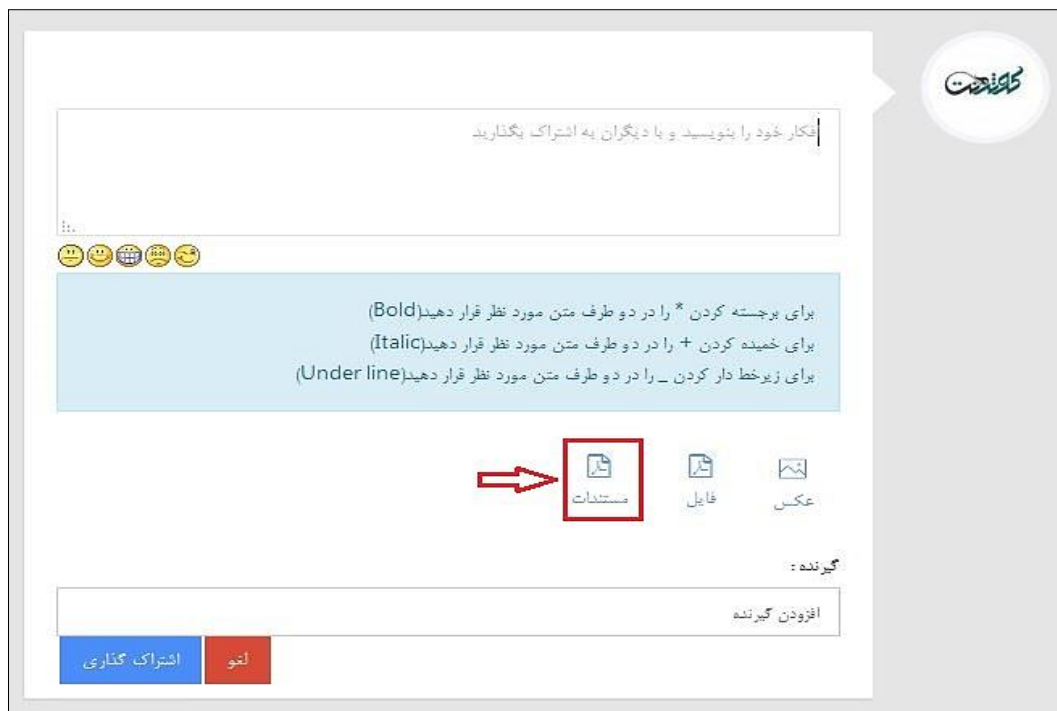 افکار خود را بنویسید و با دیگران به اشتراک بگذارید
برای برجسته کردن * را در دو طرف متن مورد نظر قرار دهید(Bold)
برای خمیده کردن + را در دو طرف متن مورد نظر قرار دهید(Italic)
برای زیرخط دار کردن _ را در دو طرف متن مورد نظر قرار دهید(Under line)
عکس فایل مستندات
گیرنده :
افزودن گیرنده
لغو اشتراک گذاری